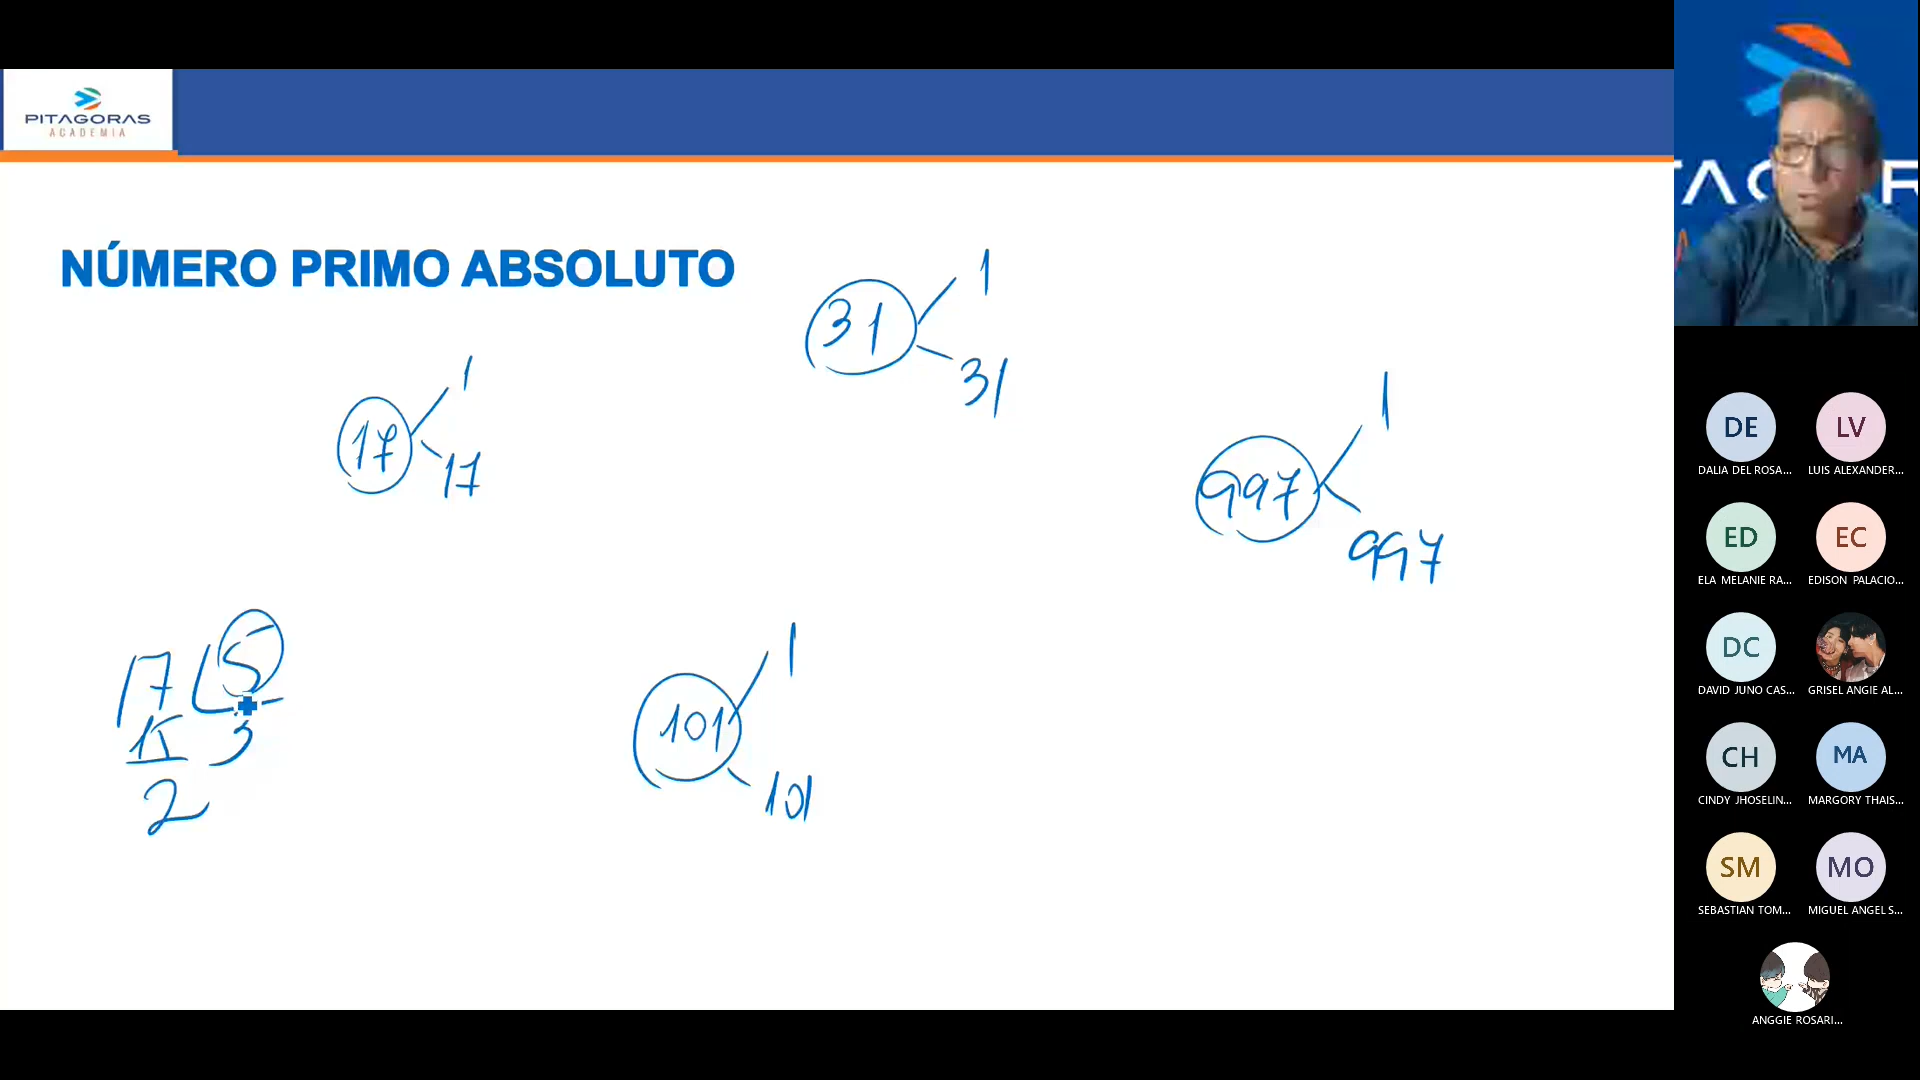 PITAGORAS
ACADEMIA
NÚMERO PRIMO ABSOLUTO
31
1
31
17
1
17
997
1
997
17 5
15 3
2
101
1
101
DE
DALIA DEL ROSA...
LV
LUIS ALEXANDER...
ED
ELA MELANIE RA...
EC
EDISON PALACIO...
DC
DAVID JUNO CAS...
GRISEL ANGIE AL...
CH
CINDY JHOSELIN...
MA
MARGORY THAIS...
SM
SEBASTIAN TOM...
MO
MIGUEL ANGEL S...
ANGGIE ROSARI...